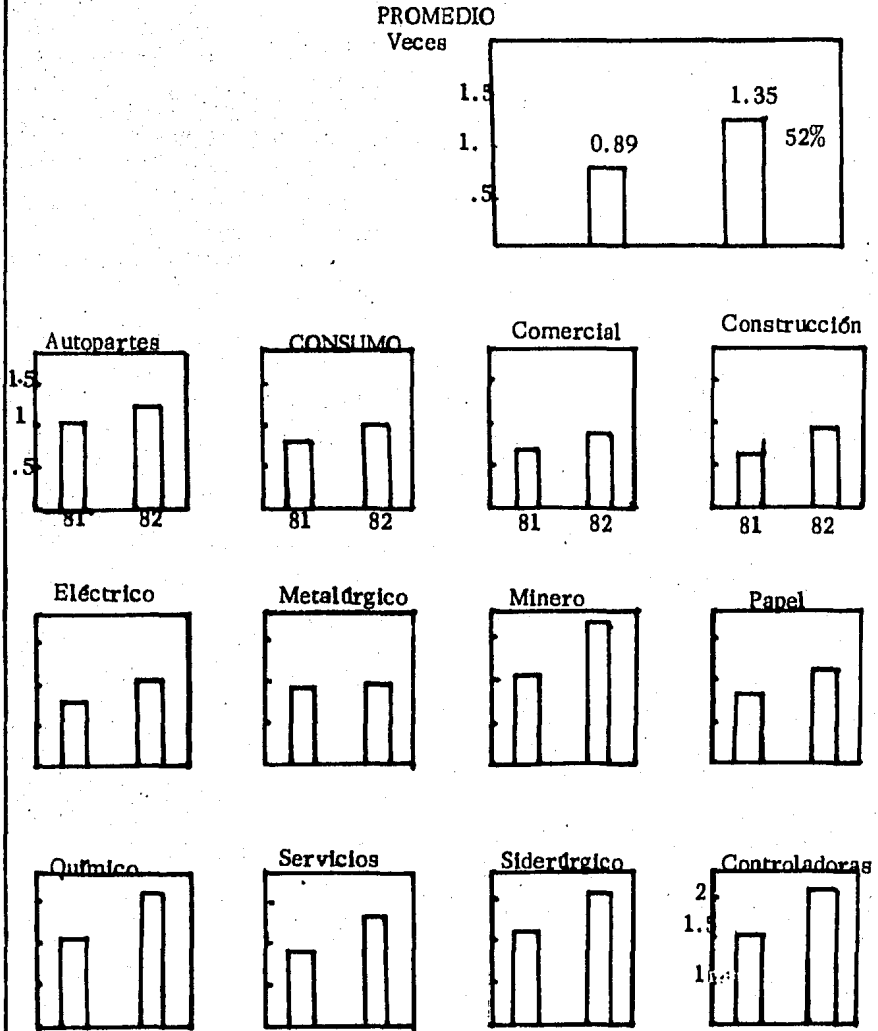 PROMEDIO
Veces
1.5
1.35
1.
0.89
52%
.5
Autopartes
CONSUMO
Comercial
Construcción
1.5
1
.5
81 82
81 82
81 82
81 82
Eléctrico
Metalúrgico
Minero
Papel
Químico
Servicios
Siderúrgico
Controladoras
2
1.5
1